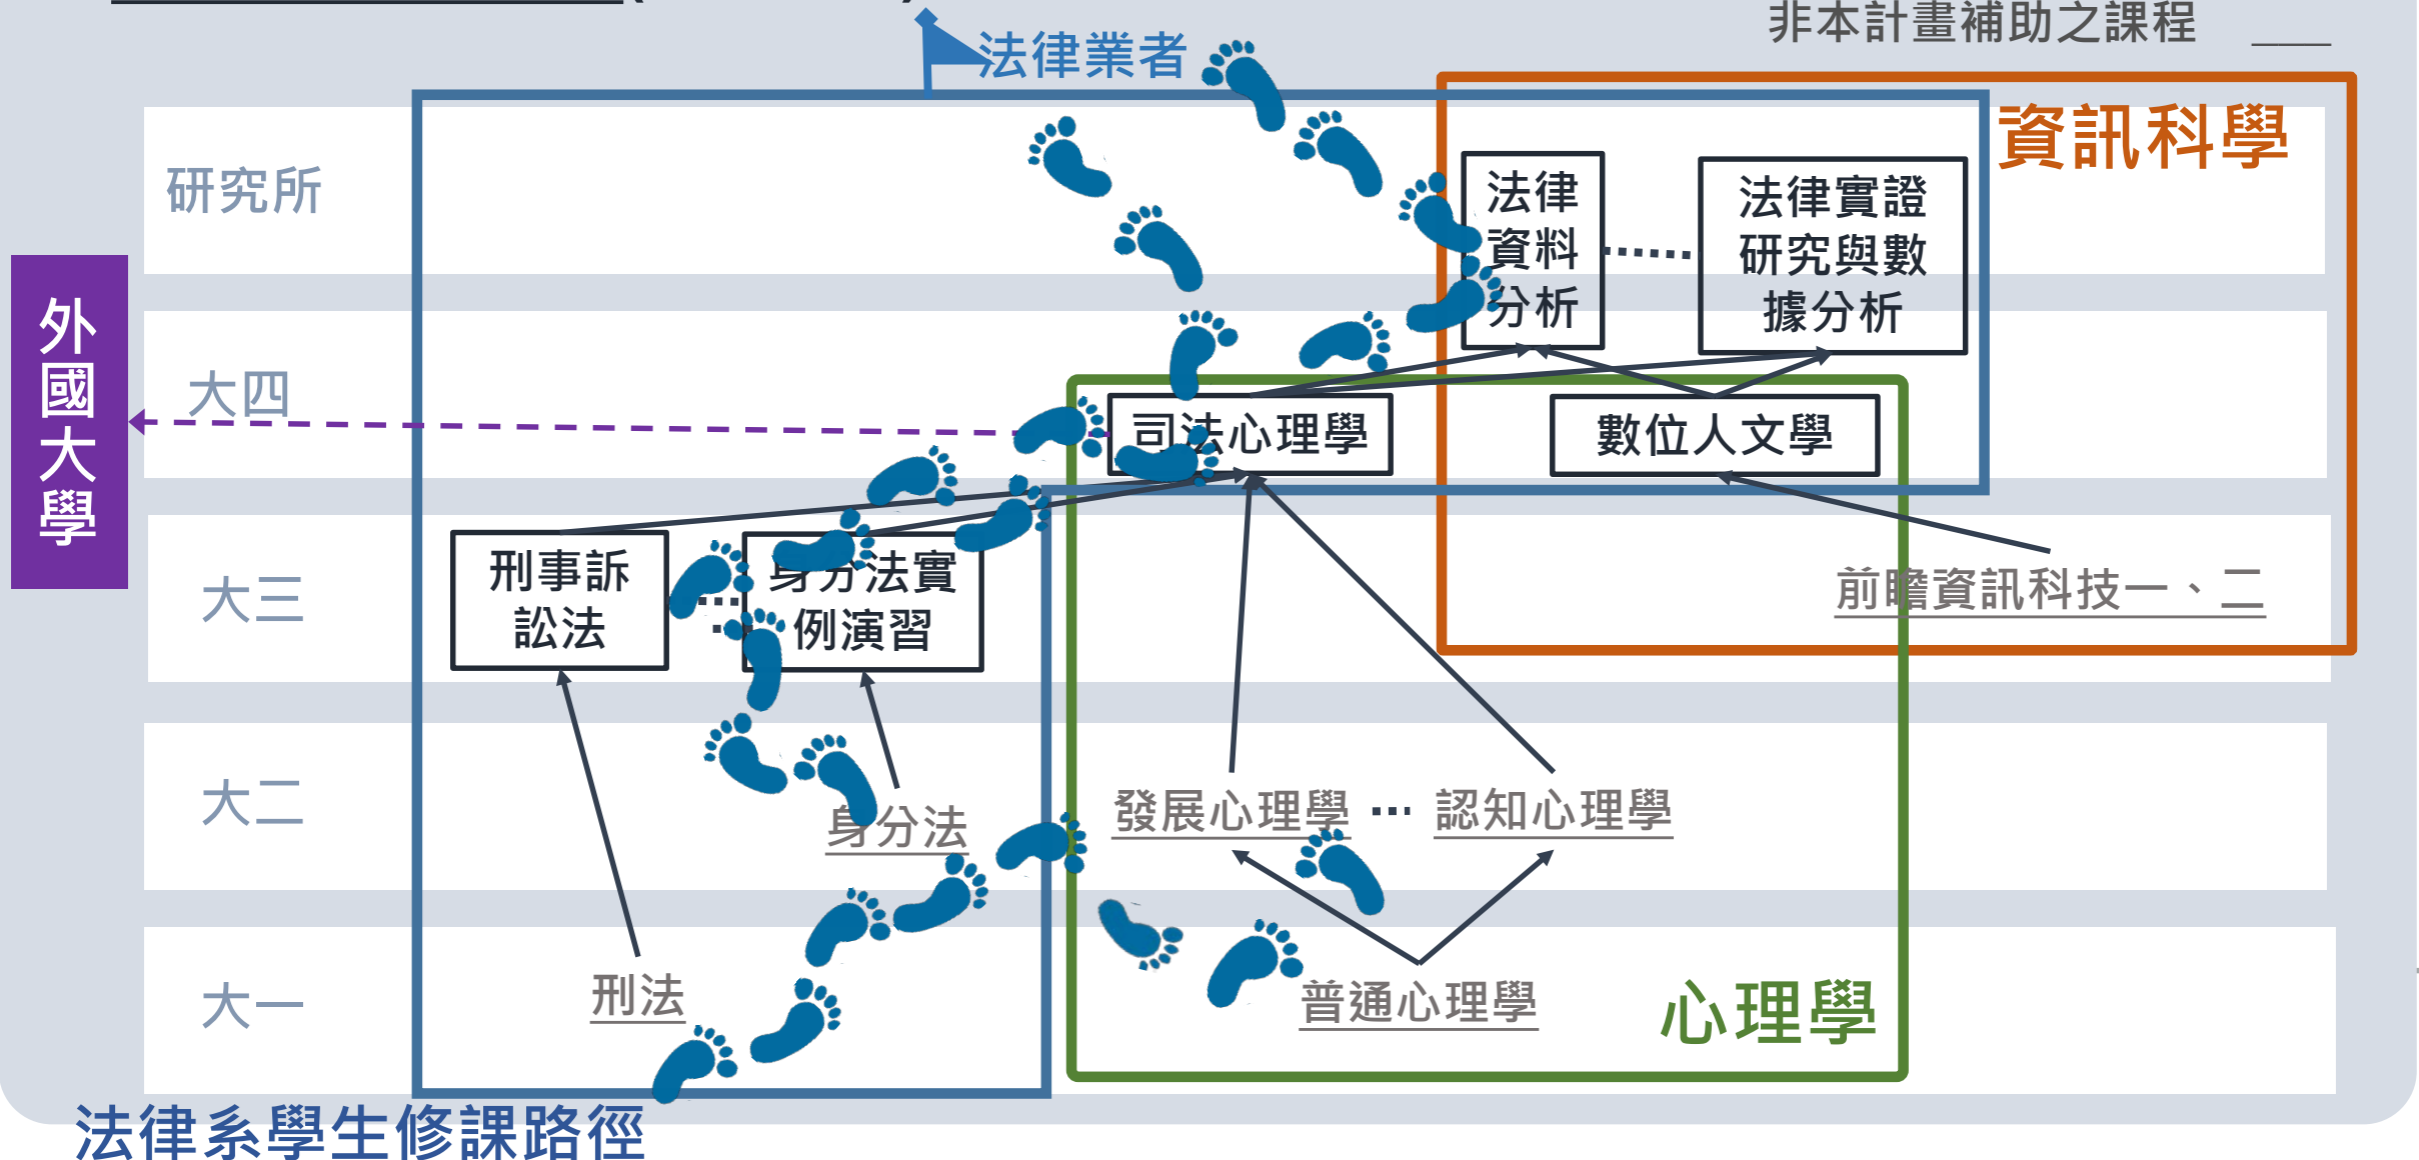 非本計畫補助之課程
法律業者
資訊科學
研究所
法律
資料
分析
法律實證
研究與數
據分析
外國大學
大四
司法心理學
數位人文學
大三
刑事訴
訟法
身分法實
例演習
前瞻資訊科技一、二
大二
身分法
發展心理學
…
認知心理學
大一
刑法
普通心理學
心理學
法律系學生修課路徑